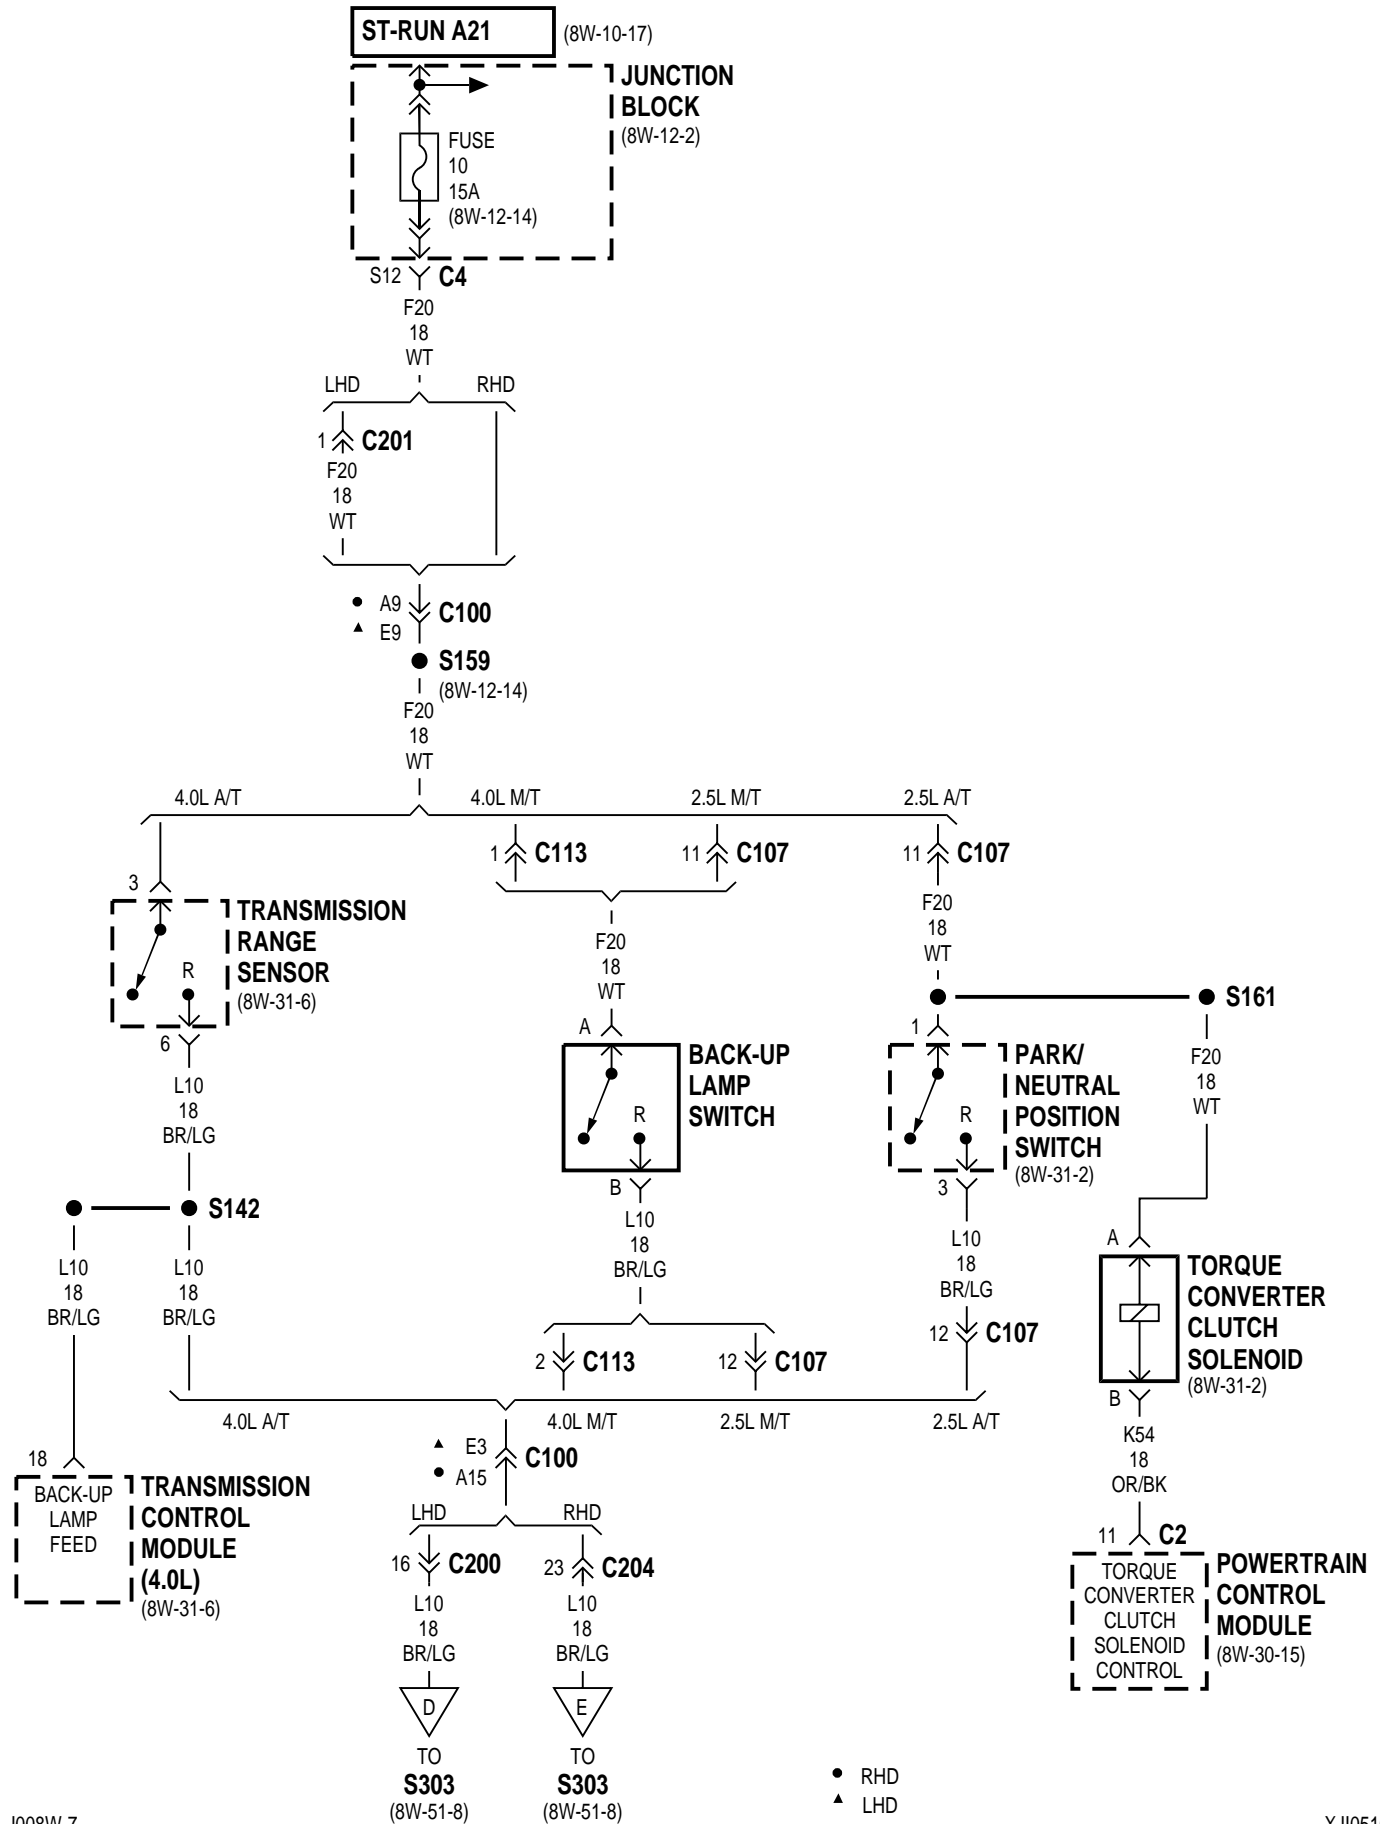 ST-RUN A21 (8W-10-17)
JUNCTION
BLOCK
(8W-12-2)
FUSE
10
15A
(8W-12-14)
S12 C4
F20
18
WT
LHD RHD
1 C201
F20
18
WT
● A9 C100
▲ E9
S159
(8W-12-14)
F20
18
WT
4.0L A/T 4.0L M/T 2.5L M/T 2.5L A/T
1 C113 11 C107 11 C107
3
TRANSMISSION
RANGE
SENSOR
(8W-31-6)
R
6
L10
18
BR/LG
S142
L10
18
BR/LG
L10
18
BR/LG
F20
18
WT
A
BACK-UP
LAMP
SWITCH
R
B
L10
18
BR/LG
2 C113 12 C107
F20
18
WT
S161
1
PARK/
NEUTRAL
POSITION
SWITCH
(8W-31-2)
R
3
L10
18
BR/LG
12 C107
F20
18
WT
A
TORQUE
CONVERTER
CLUTCH
SOLENOID
(8W-31-2)
B
K54
18
OR/BK
11 C2
TORQUE
CONVERTER
CLUTCH
SOLENOID
CONTROL
POWERTRAIN
CONTROL
MODULE
(8W-30-15)
4.0L A/T 4.0L M/T 2.5L M/T 2.5L A/T
▲ E3 C100
● A15
18
BACK-UP
LAMP
FEED
TRANSMISSION
CONTROL
MODULE
(4.0L)
(8W-31-6)
LHD RHD
16 C200 23 C204
L10
18
BR/LG
L10
18
BR/LG
D E
TO
S303
(8W-51-8)
TO
S303
(8W-51-8)
● RHD
▲ LHD